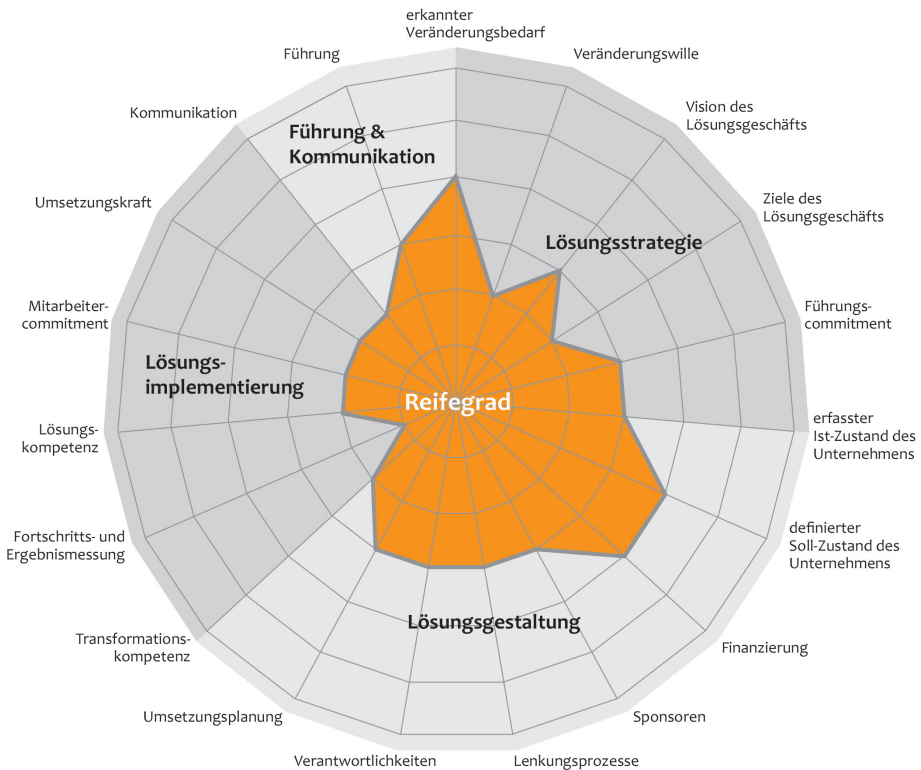 erkannter
Veränderungsbedarf
Veränderungswille
Vision des
Lösungsgeschäfts
Ziele des
Lösungsgeschäfts
Führungs-
commitment
erfasster
Ist-Zustand des
Unternehmens
definierter
Soll-Zustand des
Unternehmens
Finanzierung
Sponsoren
Lenkungsprozesse
Verantwortlichkeiten
Umsetzungsplanung
Transformations-
kompetenz
Fortschritts- und
Ergebnismessung
Lösungs-
kompetenz
Mitarbeiter-
commitment
Umsetzungskraft
Kommunikation
Führung
Führung &
Kommunikation
Lösungsstrategie
Lösungs-
implementierung
Reifegrad
Lösungsgestaltung